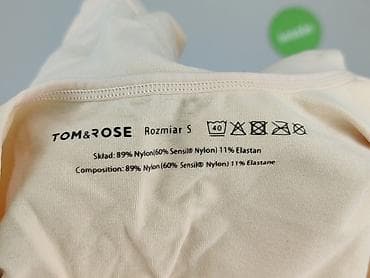 TOM&ROSE Rozmiar S 40
Skład: 89% Nylon(60% Sensil® Nylon) 11% Elastan
Composition: 89% Nylon(60% Sensil® Nylon) 11% Elastane